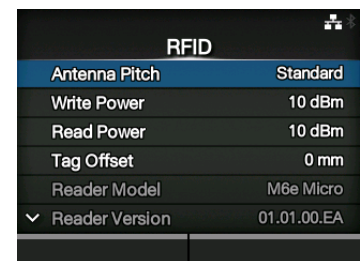 RFID
Antenna Pitch Standard
Write Power 10 dBm
Read Power 10 dBm
Tag Offset 0 mm
Reader Model M6e Micro
Reader Version 01.01.00.EA